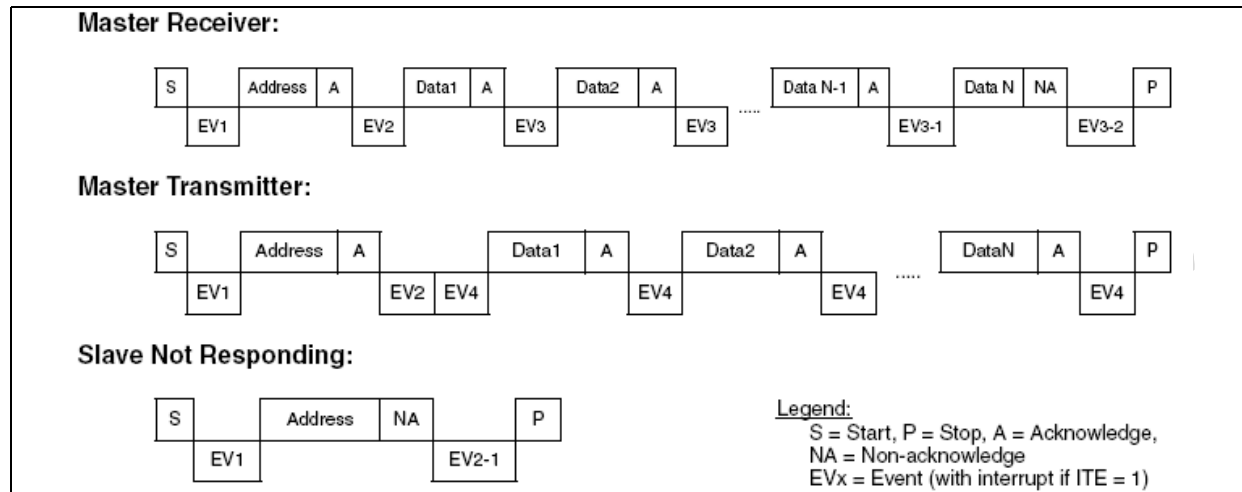 Master Receiver:
S Address A Data1 A Data2 A Data N-1 A Data N NA P
EV1 EV2 EV3 EV3 ..... EV3-1 EV3-2
Master Transmitter:
S Address A Data1 A Data2 A DataN A P
EV1 EV2 EV4 EV4 EV4 ..... EV4
Slave Not Responding:
S Address NA P
EV1 EV2-1
Legend:
S = Start, P = Stop, A = Acknowledge,
NA = Non-acknowledge
EVx = Event (with interrupt if ITE = 1)